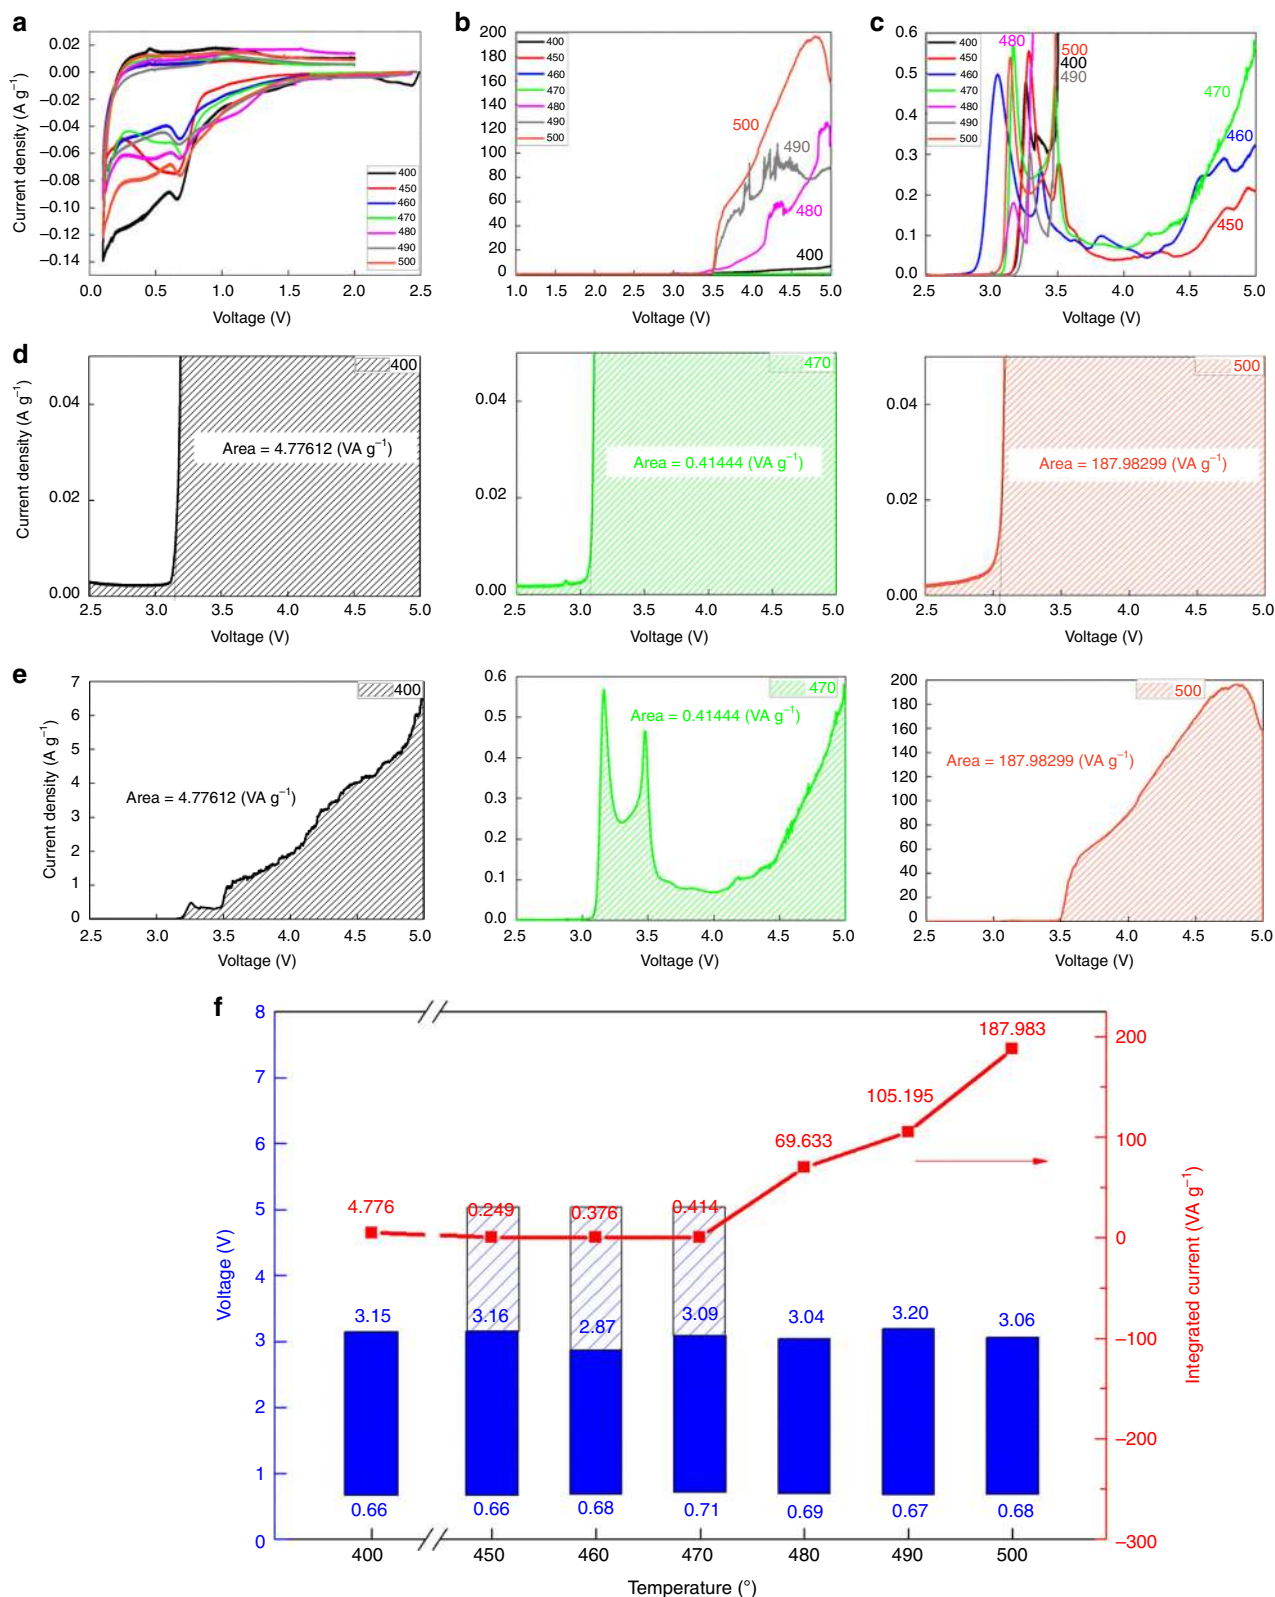 a
0.02
0.00
−0.02
−0.04
−0.06
−0.08
−0.10
−0.12
−0.14
Current density (A g⁻¹)
400
450
460
470
480
490
500
0.0 0.5 1.0 2.0 2.5
Voltage (V)
b
200
180
160
140
120
100
80
60
40
20
0
400
450
460
470
480
490
500
500
490
480
400
1.0 1.5 2.0 2.5 3.0 3.5 4.0 4.5 5.0
Voltage (V)
c
0.6
0.5
0.4
0.3
0.2
0.1
0.0
400
450
460
470
480
490
500
480
500
400
490
470
460
450
2.5 3.0 3.5 4.0 4.5 5.0
Voltage (V)
d
Current density (A g⁻¹)
0.04
0.02
0.00
400
Area = 4.77612 (VA g⁻¹)
2.5 3.0 3.5 4.0 4.5 5.0
Voltage (V)
0.04
0.02
0.00
470
Area = 0.41444 (VA g⁻¹)
2.5 3.0 3.5 4.0 4.5 5.0
Voltage (V)
0.04
0.02
0.00
500
Area = 187.98299 (VA g⁻¹)
2.5 3.0 3.5 4.0 4.5 5.0
Voltage (V)
e
Current density (A g⁻¹)
7
6
5
4
3
2
1
0
400
Area = 4.77612 (VA g⁻¹)
2.5 3.0 3.5 4.0 4.5 5.0
Voltage (V)
0.6
0.5
0.4
0.3
0.2
0.1
0.0
470
Area = 0.41444 (VA g⁻¹)
2.5 3.0 3.5 4.0 4.5 5.0
Voltage (V)
200
180
160
140
120
100
80
60
40
20
0
500
Area = 187.98299 (VA g⁻¹)
2.5 3.0 3.5 4.0 4.5 5.0
Voltage (V)
f
8
7
6
5
4
3
2
1
0
Voltage (V)
4.776 0.249 0.376 0.414 69.633 105.195 187.983
3.15 3.16 2.87 3.09 3.04 3.20 3.06
0.66 0.66 0.68 0.71 0.69 0.67 0.68
400 450 460 470 480 490 500
Temperature (°)
200
100
0
−100
−200
−300
Integrated current (VA g⁻¹)